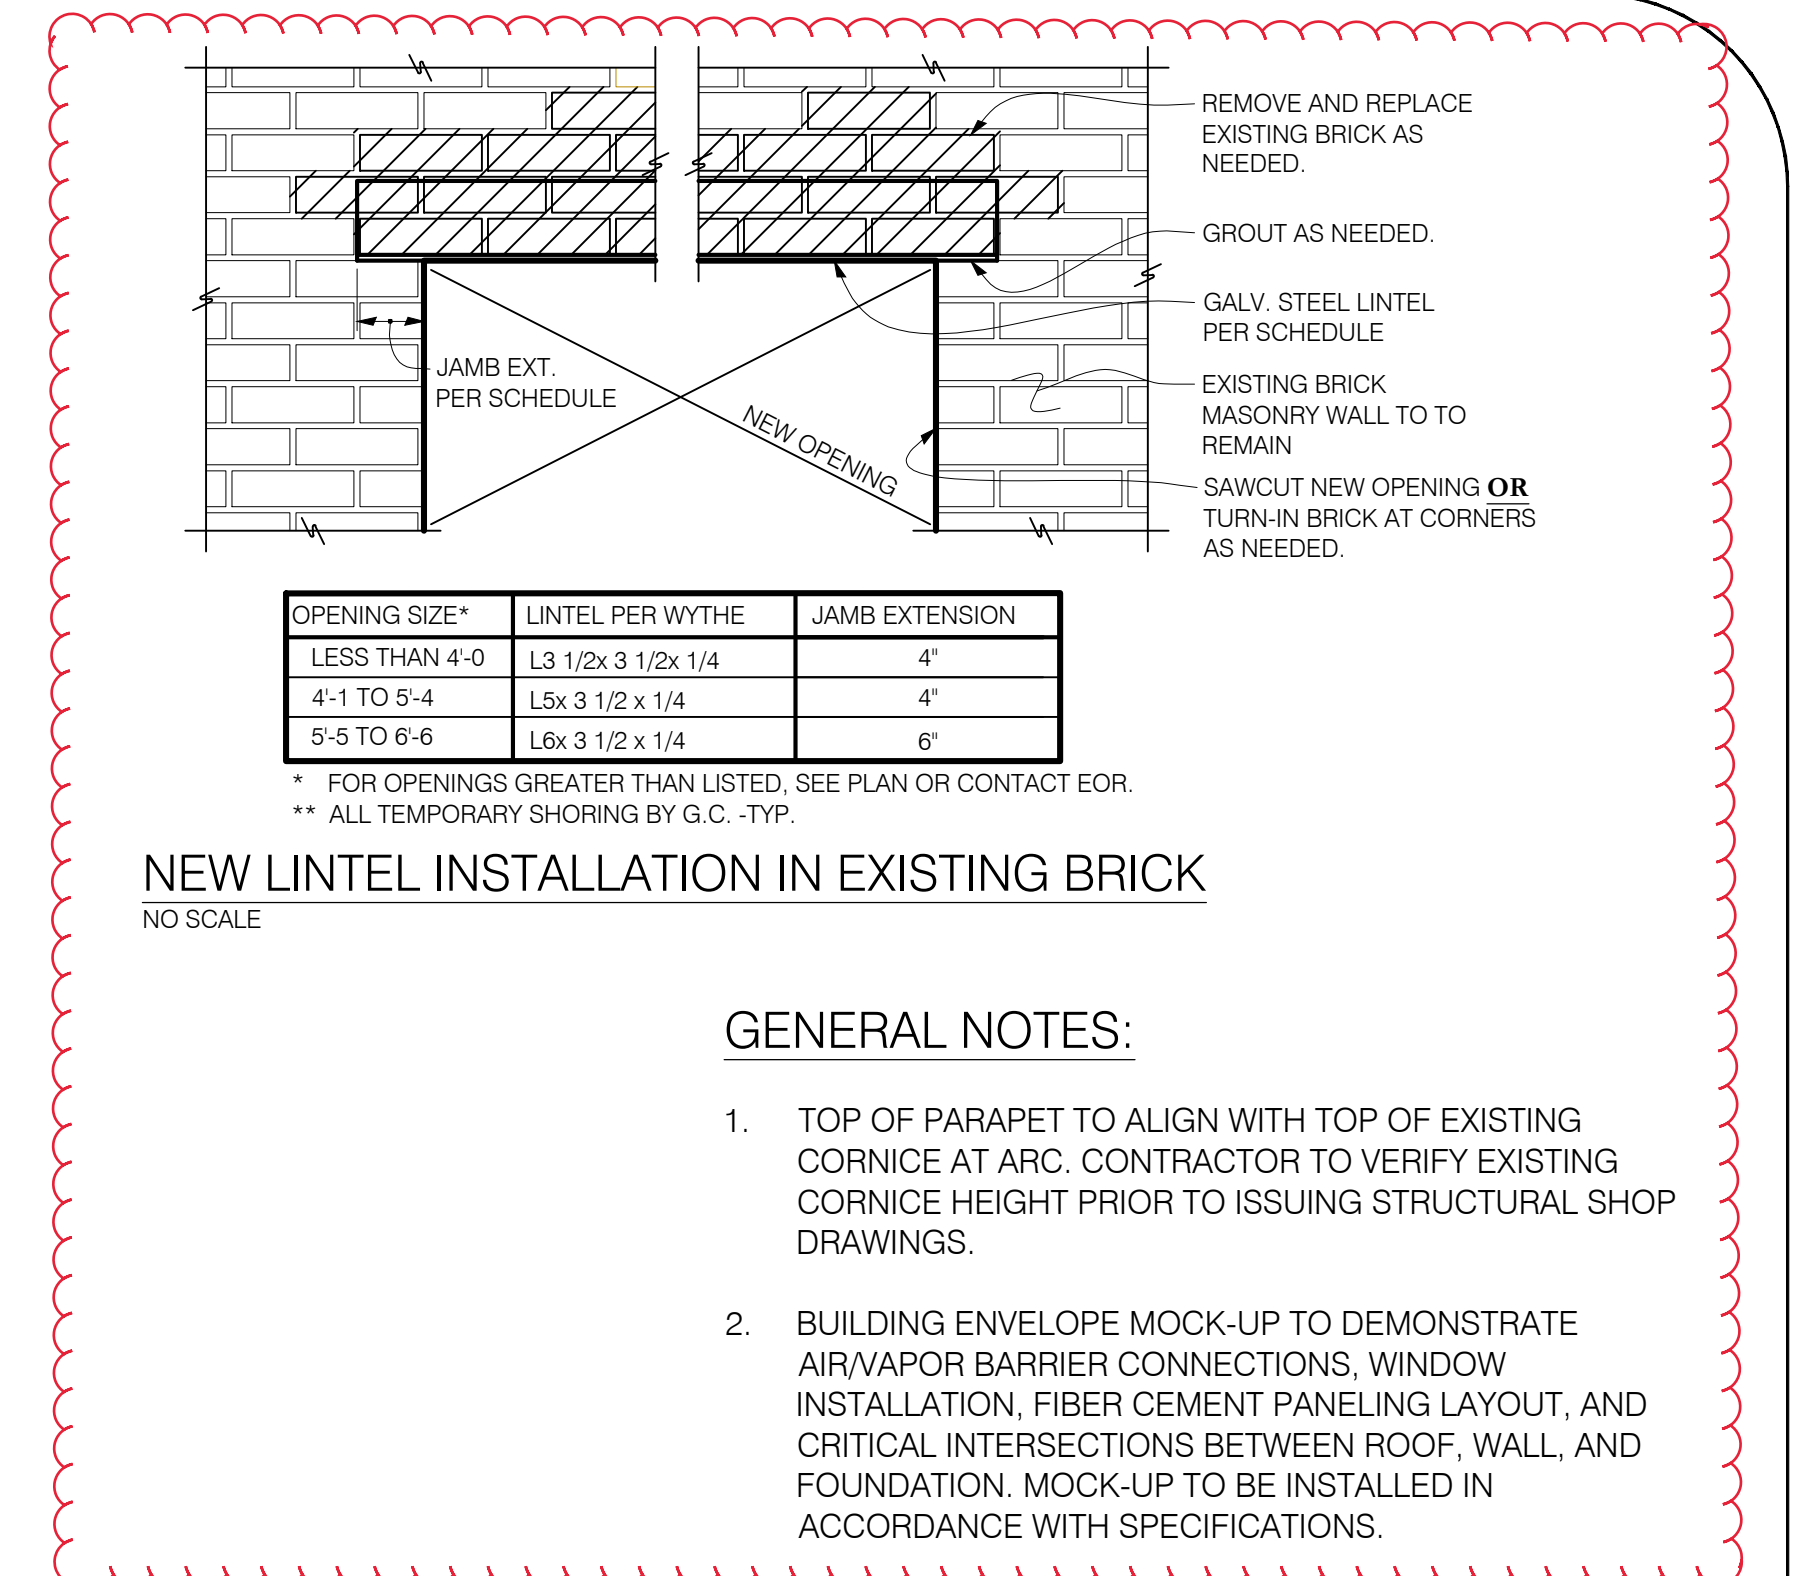 REMOVE AND REPLACE
EXISTING BRICK AS
NEEDED.
GROUT AS NEEDED.
GALV. STEEL LINTEL
PER SCHEDULE
EXISTING BRICK
MASONRY WALL TO TO
REMAIN
SAWCUT NEW OPENING OR
TURN-IN BRICK AT CORNERS
AS NEEDED.
JAMB EXT.
PER SCHEDULE
NEW OPENING
OPENING SIZE* LINTEL PER WYTHE JAMB EXTENSION
LESS THAN 4'-0 L3 1/2x 3 1/2x 1/4 4"
4'-1 TO 5'-4 L5x 3 1/2 x 1/4 4"
5'-5 TO 6'-6 L6x 3 1/2 x 1/4 6"
* FOR OPENINGS GREATER THAN LISTED, SEE PLAN OR CONTACT EOR.
** ALL TEMPORARY SHORING BY G.C. -TYP.
NEW LINTEL INSTALLATION IN EXISTING BRICK
NO SCALE
GENERAL NOTES:
1. TOP OF PARAPET TO ALIGN WITH TOP OF EXISTING
CORNICE AT ARC. CONTRACTOR TO VERIFY EXISTING
CORNICE HEIGHT PRIOR TO ISSUING STRUCTURAL SHOP
DRAWINGS.
2. BUILDING ENVELOPE MOCK-UP TO DEMONSTRATE
AIR/VAPOR BARRIER CONNECTIONS, WINDOW
INSTALLATION, FIBER CEMENT PANELING LAYOUT, AND
CRITICAL INTERSECTIONS BETWEEN ROOF, WALL, AND
FOUNDATION. MOCK-UP TO BE INSTALLED IN
ACCORDANCE WITH SPECIFICATIONS.